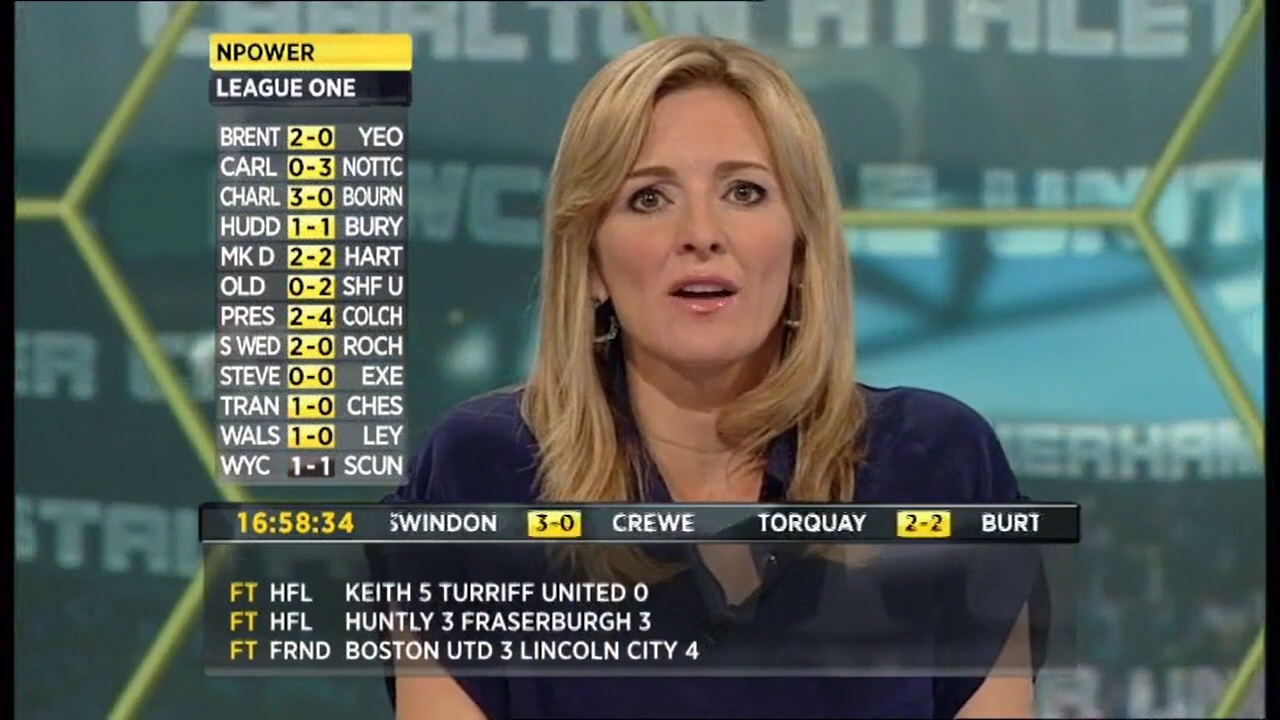 CHARLTON ATHLET
NPOWER
LEAGUE ONE
BRENT 2-0 YEO
CARL 0-3 NOTTC
CHARL 3-0 BOURN
HUDD 1-1 BURY
MK D 2-2 HART
OLD 0-2 SHF U
PRES 2-4 COLCH
S WED 2-0 ROCH
STEVE 0-0 EXE
TRAN 1-0 CHES
WALS 1-0 LEY
WYC 1-1 SCUN
16:58:34 SWINDON 3-0 CREWE TORQUAY 2-2 BURT
FT HFL KEITH 5 TURRIFF UNITED 0
FT HFL HUNTLY 3 FRASERBURGH 3
FT FRND BOSTON UTD 3 LINCOLN CITY 4